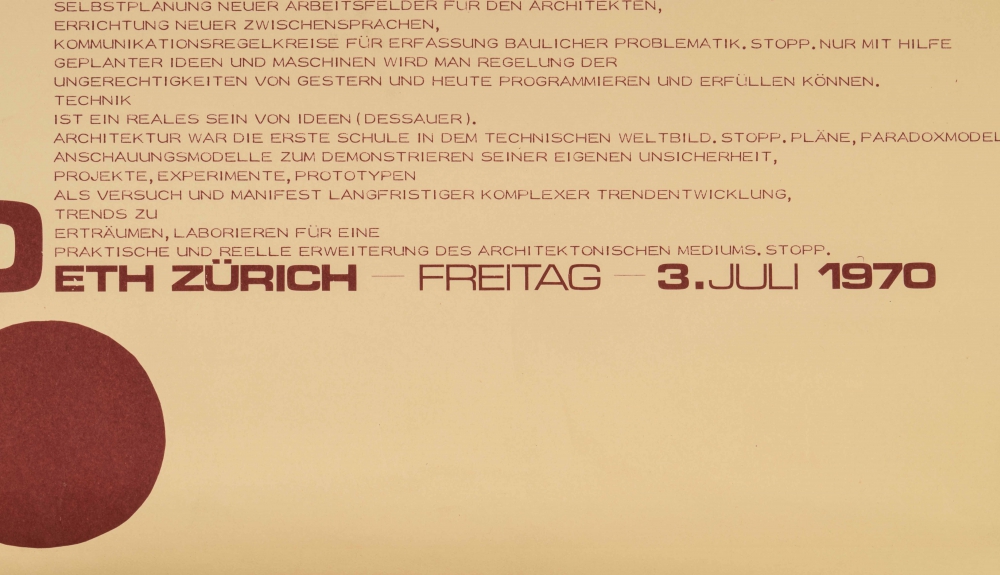 SELBSTPLANUNG NEUER ARBEITSFELDER FÜR DEN ARCHITEKTEN,
ERRICHTUNG NEUER ZWISCHENSPRACHEN,
KOMMUNIKATIONSREGELKREISE FÜR ERFASSUNG BAULICHER PROBLEMATIK. STOPP. NUR MIT HILFE
GEPLANTER IDEEN UND MASCHINEN WIRD MAN REGELUNG DER
UNGERECHTIGKEITEN VON GESTERN UND HEUTE PROGRAMMIEREN UND ERFÜLLEN KÖNNEN.
TECHNIK
IST EIN REALES SEIN VON IDEEN (DESSAUER).
ARCHITEKTUR WAR DIE ERSTE SCHULE IN DEM TECHNISCHEN WELTBILD. STOPP. PLÄNE, PARADOXMODEL
ANSCHAUUNGSMODELLE ZUM DEMONSTRIEREN SEINER EIGENEN UNSICHERHEIT,
PROJEKTE, EXPERIMENTE, PROTOTYPEN
ALS VERSUCH UND MANIFEST LANGFRISTIGER KOMPLEXER TRENDENTWICKLUNG,
TRENDS ZU
ERTRÄUMEN, LABORIEREN FÜR EINE
PRAKTISCHE UND REELLE ERWEITERUNG DES ARCHITEKTONISCHEN MEDIUMS. STOPP.
ETH ZÜRICH — FREITAG — 3. JULI 1970